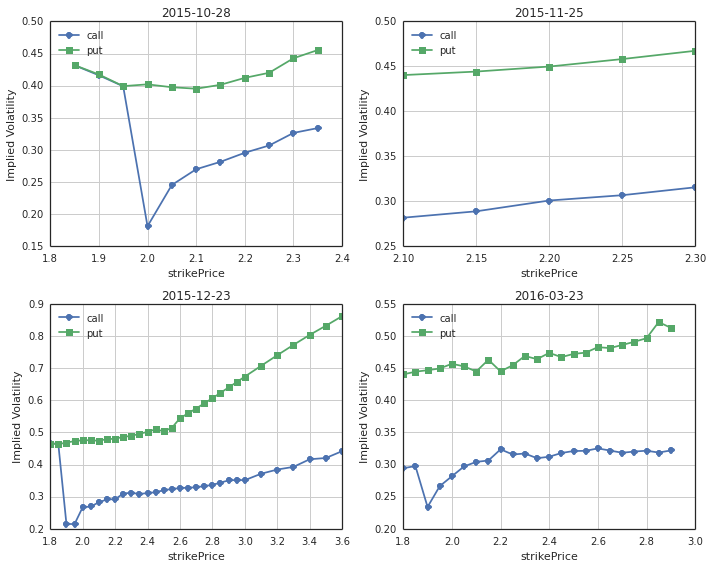 2015-10-28
0.50
0.45
0.40
0.35
0.30
0.25
0.20
0.15
Implied Volatility
call
put
1.8 1.9 2.0 2.1 2.2 2.3 2.4
strikePrice
2015-11-25
0.50
0.45
0.40
0.35
0.30
0.25
Implied Volatility
call
put
2.10 2.15 2.20 2.25 2.30
strikePrice
2015-12-23
0.9
0.8
0.7
0.6
0.5
0.4
0.3
0.2
Implied Volatility
call
put
1.8 2.0 2.2 2.4 2.6 2.8 3.0 3.2 3.4 3.6
strikePrice
2016-03-23
0.55
0.50
0.45
0.40
0.35
0.30
0.25
0.20
Implied Volatility
call
put
1.8 2.0 2.2 2.4 2.6 2.8 3.0
strikePrice